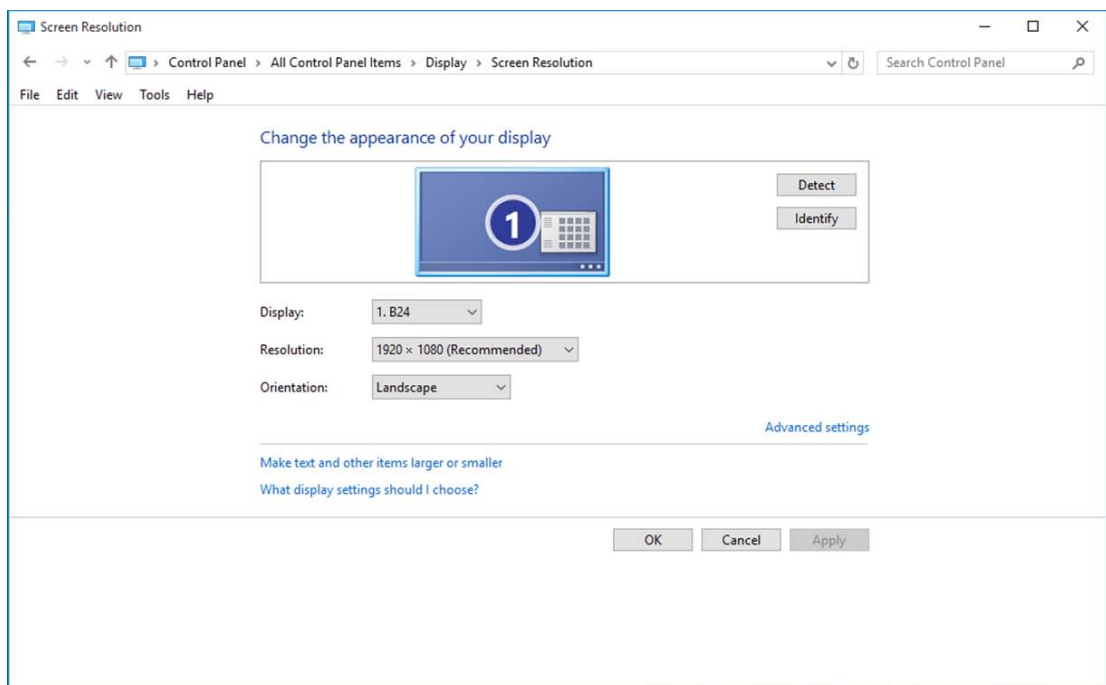 Screen Resolution
Control Panel > All Control Panel Items > Display > Screen Resolution
Search Control Panel
File Edit View Tools Help
Change the appearance of your display
1
Detect
Identify
Display: 1. B24
Resolution: 1920 × 1080 (Recommended)
Orientation: Landscape
Advanced settings
Make text and other items larger or smaller
What display settings should I choose?
OK Cancel Apply